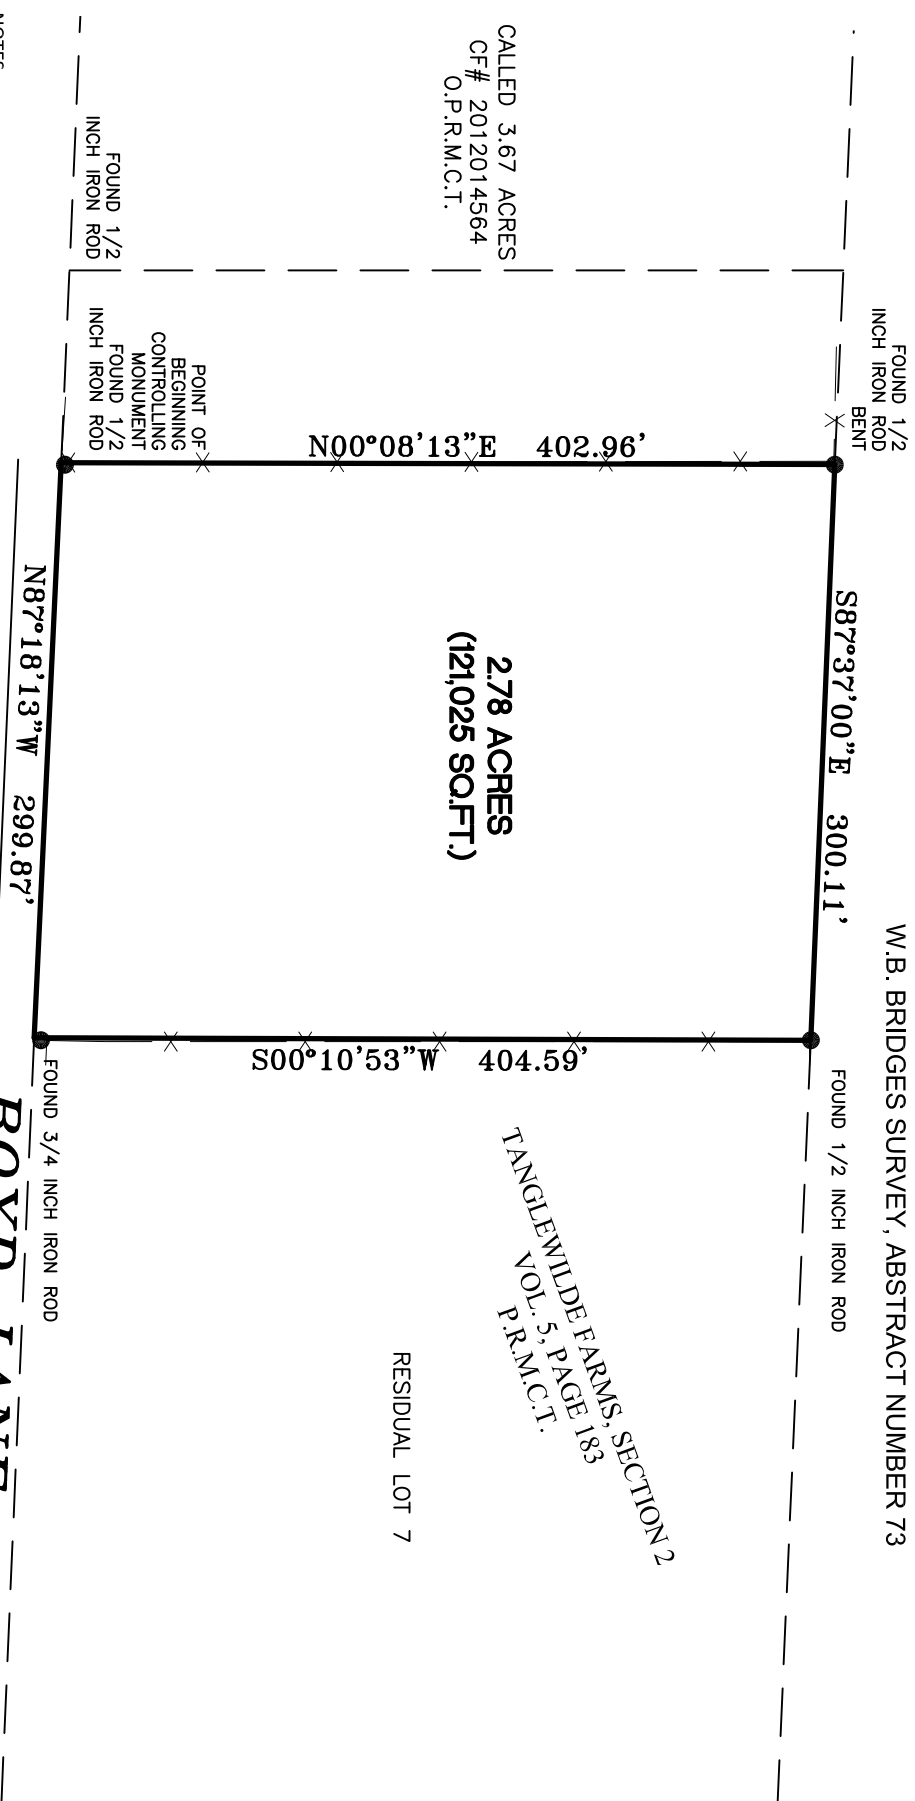 W.B. BRIDGES SURVEY, ABSTRACT NUMBER 73
FOUND 1/2
INCH IRON ROD
BENT
S87°37'00"E 300.11'
FOUND 1/2 INCH IRON ROD
CALLED 3.67 ACRES
CF# 2012014564
O.P.R.M.C.T.
N00°08'13"E 402.96'
2.78 ACRES
(121,025 SQ.FT.)
S00°10'53"W 404.59'
TANGLEWILDE FARMS, SECTION 2
VOL. 5, PAGE 183
P.R.M.C.T.
RESIDUAL LOT 7
FOUND 1/2
INCH IRON ROD
POINT OF
BEGINNING
CONTROLLING
MONUMENT
FOUND 1/2
INCH IRON ROD
N87°18'13"W 299.87'
FOUND 3/4 INCH IRON ROD